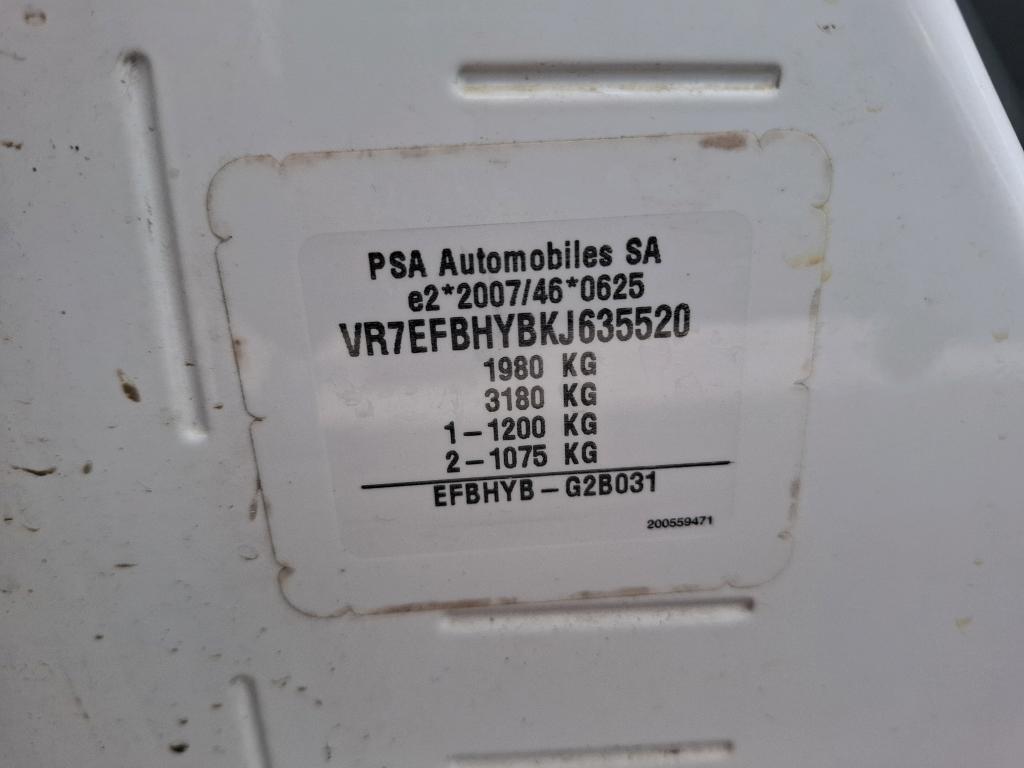 PSA Automobiles SA
e2*2007/46*0625
VR7EFBHYBKJ635520
1980 KG
3180 KG
1-1200 KG
2-1075 KG
EFBHYB-G2B031
200559471